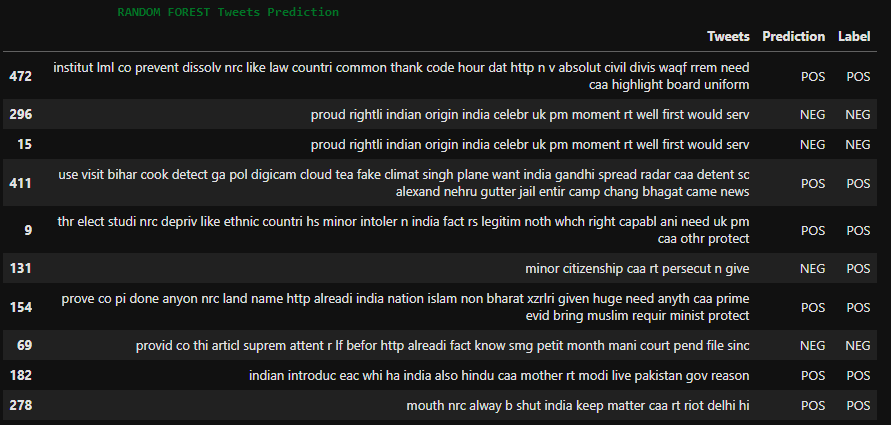 RANDOM FOREST Tweets Prediction
Tweets Prediction Label
472 institut lml co prevent dissolv nrc like law countri common thank code hour dat http n v absolut civil divis waqf rrem need POS POS
caa highlight board uniform
296 proud rightli indian origin india celebr uk pm moment rt well first would serv NEG NEG
15 proud rightli indian origin india celebr uk pm moment rt well first would serv NEG NEG
411 use visit bihar cook detect ga pol digicam cloud tea fake climat singh plane want india gandhi spread radar caa detent sc POS POS
alexand nehru gutter jail entir camp chang bhagat came news
9 thr elect studi nrc depriv like ethnic countri hs minor intoler n india fact rs legitim noth whch right capabl ani need uk pm POS POS
caa othr protect
131 minor citizenship caa rt persecut n give NEG POS
154 prove co pi done anyon nrc land name http alreadi india nation islam non bharat xzrlri given huge need anyth caa prime POS POS
evid bring muslim requir minist protect
69 provid co thi articl suprem attent r lf befor http alreadi fact know smg petit month mani court pend file sinc NEG NEG
182 indian introduc eac whi ha india also hindu caa mother rt modi live pakistan gov reason POS POS
278 mouth nrc alway b shut india keep matter caa rt riot delhi hi POS POS